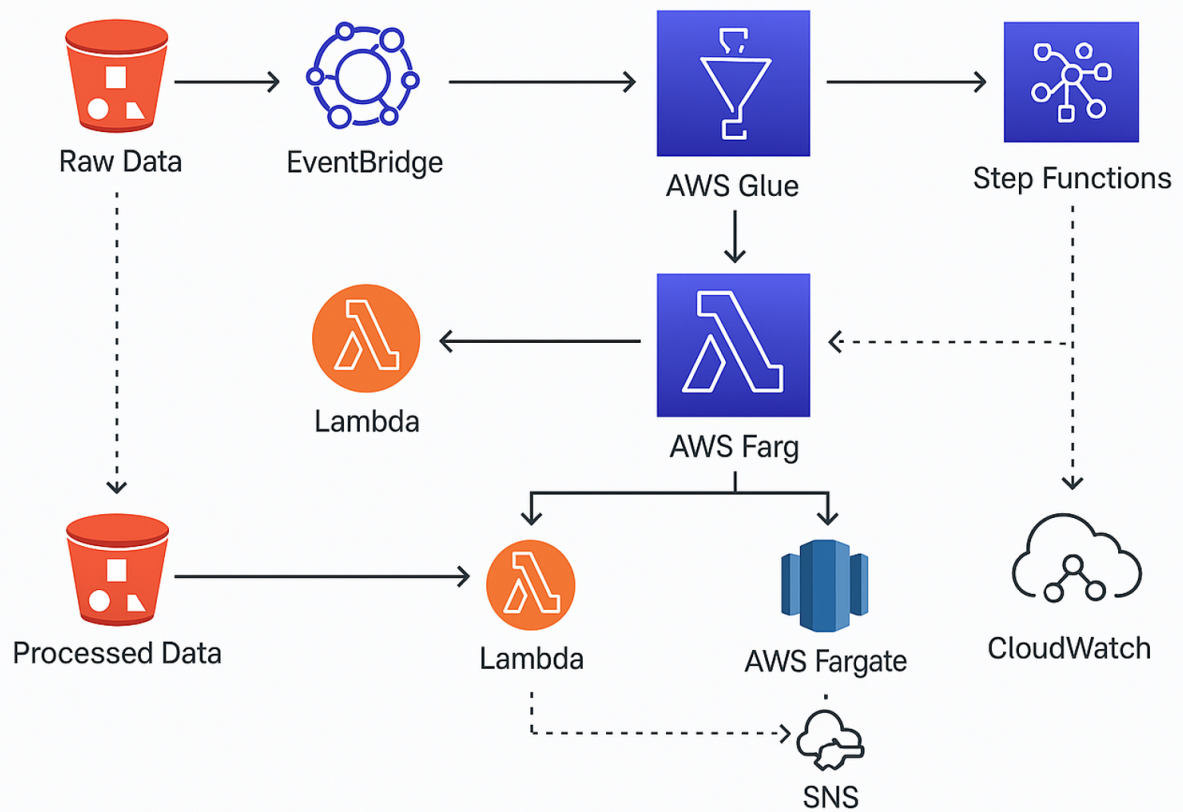 Raw Data
EventBridge
AWS Glue
Step Functions
Lambda
AWS Farg
Processed Data
Lambda
AWS Fargate
CloudWatch
SNS